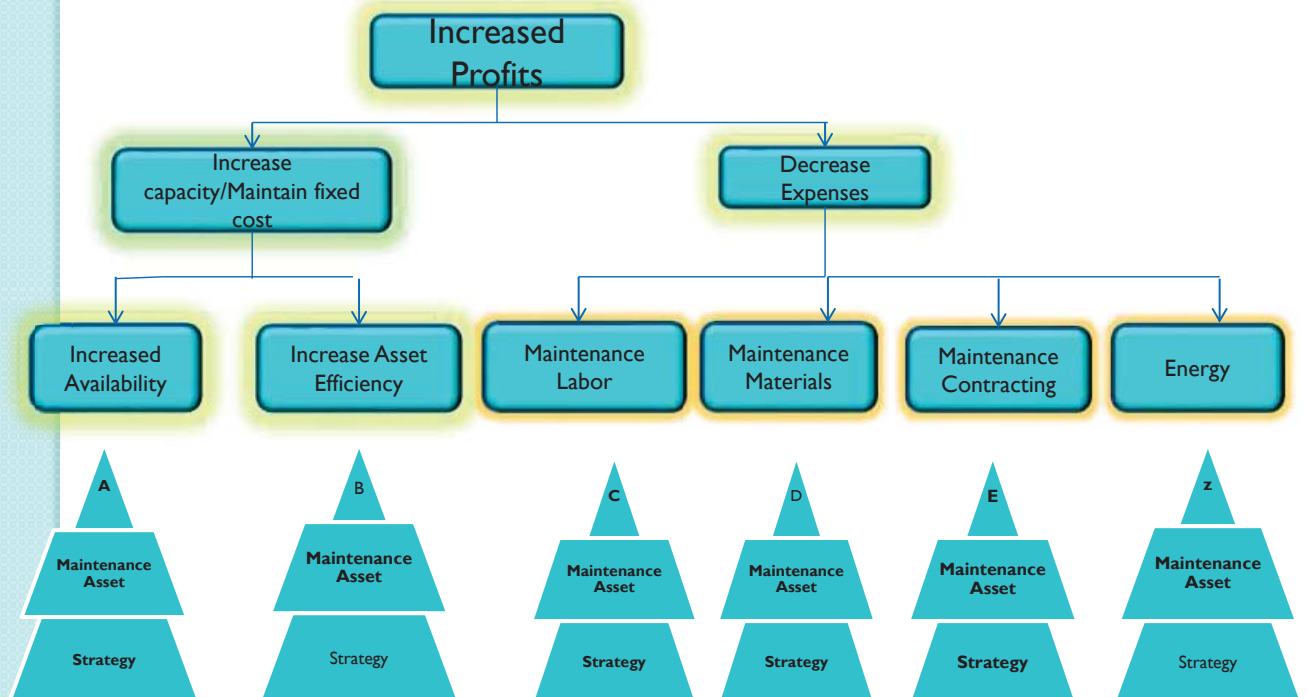 Increased
Profits
Increase
capacity/Maintain fixed
cost
Decrease
Expenses
Increased
Availability
Increase Asset
Efficiency
Maintenance
Labor
Maintenance
Materials
Maintenance
Contracting
Energy
A
Maintenance
Asset
Strategy
B
Maintenance
Asset
Strategy
C
Maintenance
Asset
Strategy
D
Maintenance
Asset
Strategy
E
Maintenance
Asset
Strategy
z
Maintenance
Asset
Strategy